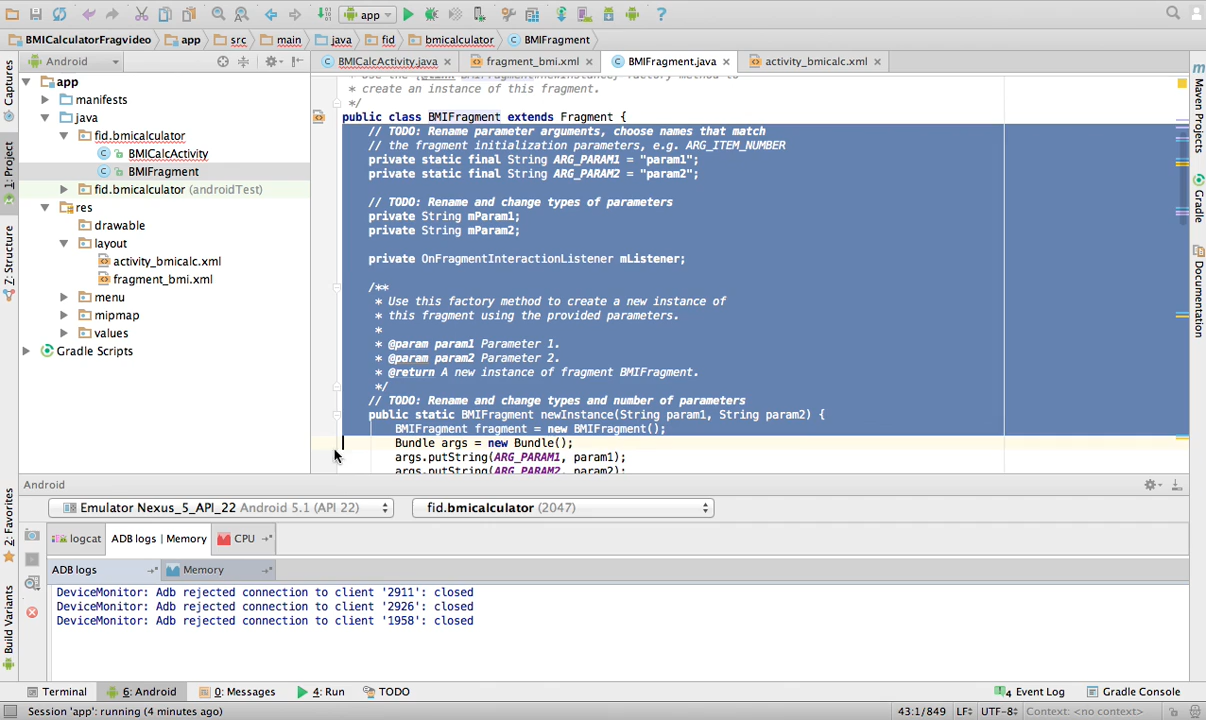 app
BMICalculatorFragvideo app src main java fid bmicalculator BMIFragment
Android
BMICalcActivity.java fragment_bmi.xml BMIFragment.java activity_bmicalc.xml
app
manifests
java
fid.bmicalculator
BMICalcActivity
BMIFragment
fid.bmicalculator (androidTest)
res
drawable
layout
activity_bmicalc.xml
fragment_bmi.xml
menu
mipmap
values
Gradle Scripts
Captures
1: Project
Z: Structure
2: Favorites
Build Variants
* create an instance of this fragment.
*/
public class BMIFragment extends Fragment {
// TODO: Rename parameter arguments, choose names that match
// the fragment initialization parameters, e.g. ARG_ITEM_NUMBER
private static final String ARG_PARAM1 = "param1";
private static final String ARG_PARAM2 = "param2";
// TODO: Rename and change types of parameters
private String mParam1;
private String mParam2;
private OnFragmentInteractionListener mListener;
/**
* Use this factory method to create a new instance of
* this fragment using the provided parameters.
*
* @param param1 Parameter 1.
* @param param2 Parameter 2.
* @return A new instance of fragment BMIFragment.
*/
// TODO: Rename and change types and number of parameters
public static BMIFragment newInstance(String param1, String param2) {
BMIFragment fragment = new BMIFragment();
Bundle args = new Bundle();
args.putString(ARG_PARAM1, param1);
args.putString(ARG_PARAM2, param2);
Maven Projects
Gradle
Documentation
Android
Emulator Nexus_5_API_22 Android 5.1 (API 22) fid.bmicalculator (2047)
logcat ADB logs | Memory CPU
ADB logs Memory
DeviceMonitor: Adb rejected connection to client '2911': closed
DeviceMonitor: Adb rejected connection to client '2926': closed
DeviceMonitor: Adb rejected connection to client '1958': closed
Terminal 6: Android 0: Messages 4: Run TODO 4 Event Log Gradle Console
Session 'app': running (4 minutes ago) 43:1/849 LF UTF-8 Context: <no context>